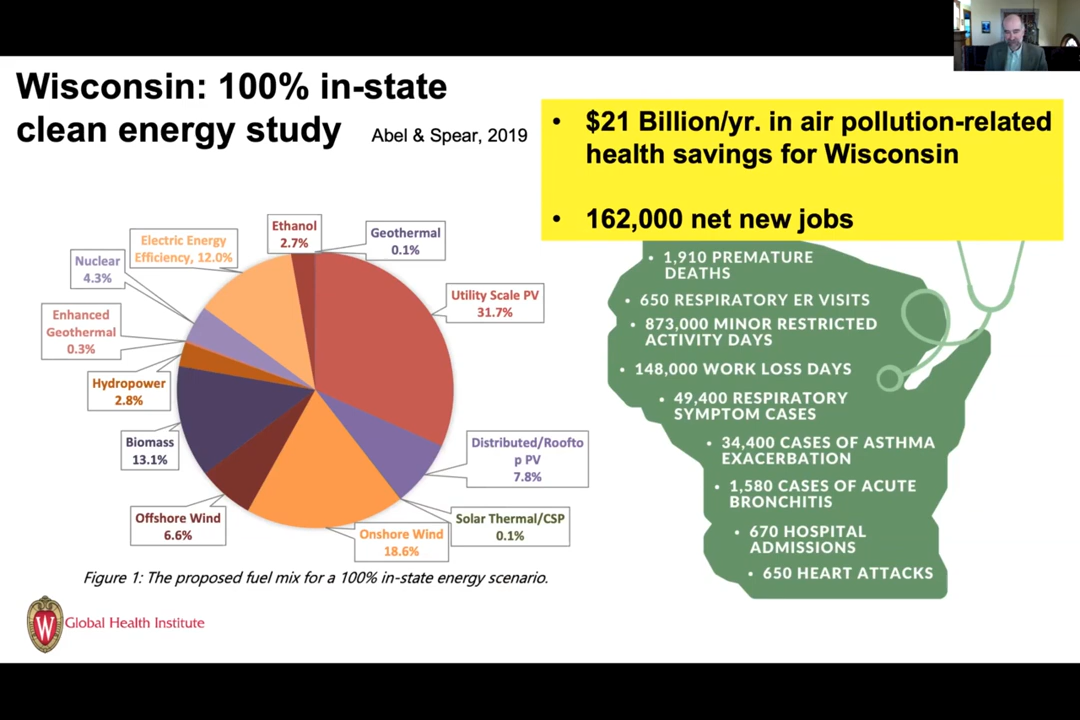 Wisconsin: 100% in-state
clean energy study Abel & Spear, 2019
• $21 Billion/yr. in air pollution-related
health savings for Wisconsin
• 162,000 net new jobs
Ethanol
2.7%
Geothermal
0.1%
Electric Energy
Efficiency, 12.0%
Nuclear
4.3%
Utility Scale PV
31.7%
Enhanced
Geothermal
0.3%
Hydropower
2.8%
Biomass
13.1%
Distributed/Roofto
p PV
7.8%
Offshore Wind
6.6%
Solar Thermal/CSP
0.1%
Onshore Wind
18.6%
Figure 1: The proposed fuel mix for a 100% in-state energy scenario.
• 1,910 PREMATURE
DEATHS
• 650 RESPIRATORY ER VISITS
• 873,000 MINOR RESTRICTED
ACTIVITY DAYS
• 148,000 WORK LOSS DAYS
• 49,400 RESPIRATORY
SYMPTOM CASES
• 34,400 CASES OF ASTHMA
EXACERBATION
• 1,580 CASES OF ACUTE
BRONCHITIS
• 670 HOSPITAL
ADMISSIONS
• 650 HEART ATTACKS
W
Global Health Institute